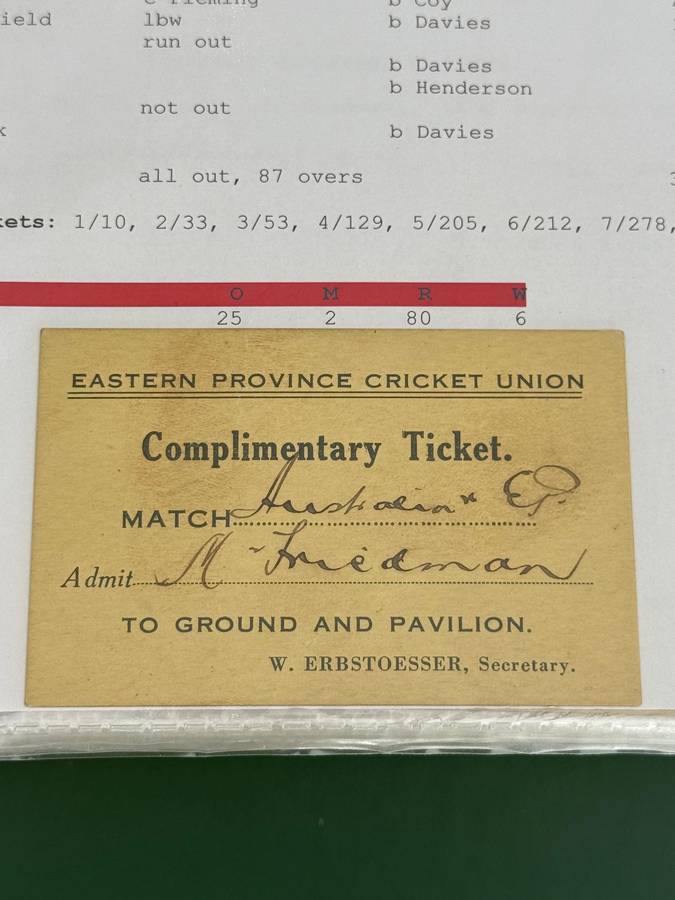 b Coy
ield lbw b Davies
run out
b Davies
b Henderson
not out
k b Davies
all out, 87 overs
kets: 1/10, 2/33, 3/53, 4/129, 5/205, 6/212, 7/278,
O M R W
25 2 80 6
EASTERN PROVINCE CRICKET UNION
Complimentary Ticket.
MATCH Australia v EP.
Admit M Friedman
TO GROUND AND PAVILION.
W. ERBSTOESSER, Secretary.